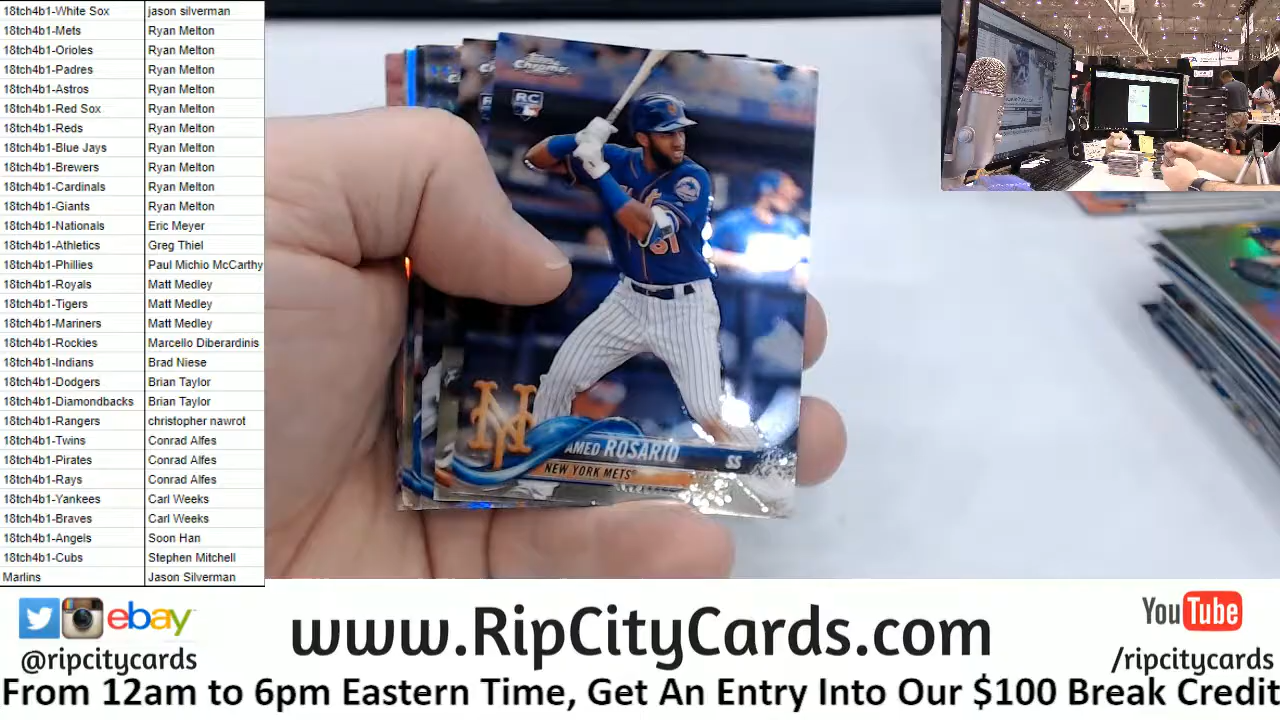 18tch4b1-White Sox jason silverman
18tch4b1-Mets Ryan Melton
18tch4b1-Orioles Ryan Melton
18tch4b1-Padres Ryan Melton
18tch4b1-Astros Ryan Melton
18tch4b1-Red Sox Ryan Melton
18tch4b1-Reds Ryan Melton
18tch4b1-Blue Jays Ryan Melton
18tch4b1-Brewers Ryan Melton
18tch4b1-Cardinals Ryan Melton
18tch4b1-Giants Ryan Melton
18tch4b1-Nationals Eric Meyer
18tch4b1-Athletics Greg Thiel
18tch4b1-Phillies Paul Michio McCarthy
18tch4b1-Royals Matt Medley
18tch4b1-Tigers Matt Medley
18tch4b1-Mariners Matt Medley
18tch4b1-Rockies Marcello Diberardinis
18tch4b1-Indians Brad Niese
18tch4b1-Dodgers Brian Taylor
18tch4b1-Diamondbacks Brian Taylor
18tch4b1-Rangers christopher nawrot
18tch4b1-Twins Conrad Alfes
18tch4b1-Pirates Conrad Alfes
18tch4b1-Rays Conrad Alfes
18tch4b1-Yankees Carl Weeks
18tch4b1-Braves Carl Weeks
18tch4b1-Angels Soon Han
18tch4b1-Cubs Stephen Mitchell
Marlins Jason Silverman
Topps
Chrome
RC
61
NY
AMED ROSARIO SS
NEW YORK METS
ebay
@ripcitycards
www.RipCityCards.com
YouTube
/ripcitycards
From 12am to 6pm Eastern Time, Get An Entry Into Our $100 Break Credit